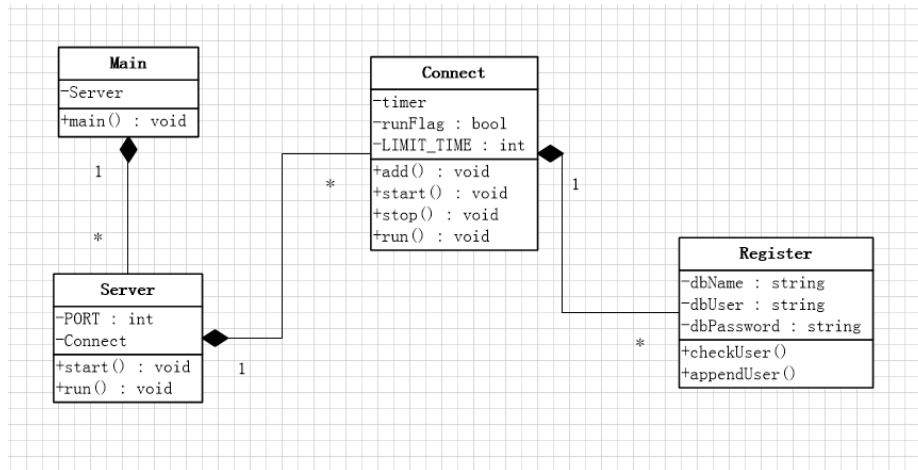 Main
-Server
+main() : void
1
*
Server
-PORT : int
-Connect
+start() : void
+run() : void
1
*
Connect
-timer
-runFlag : bool
-LIMIT_TIME : int
+add() : void
+start() : void
+stop() : void
+run() : void
1
*
Register
-dbName : string
-dbUser : string
-dbPassword : string
+checkUser()
+appendUser()